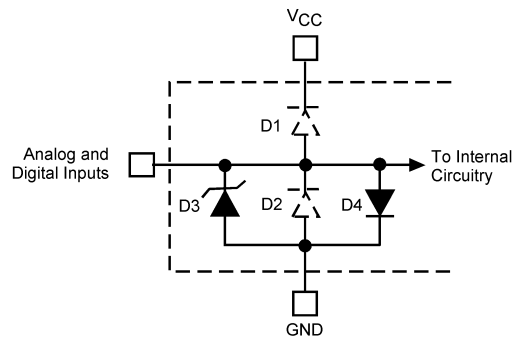 VCC
D1
Analog and
Digital Inputs
To Internal
Circuitry
D3
D2
D4
GND